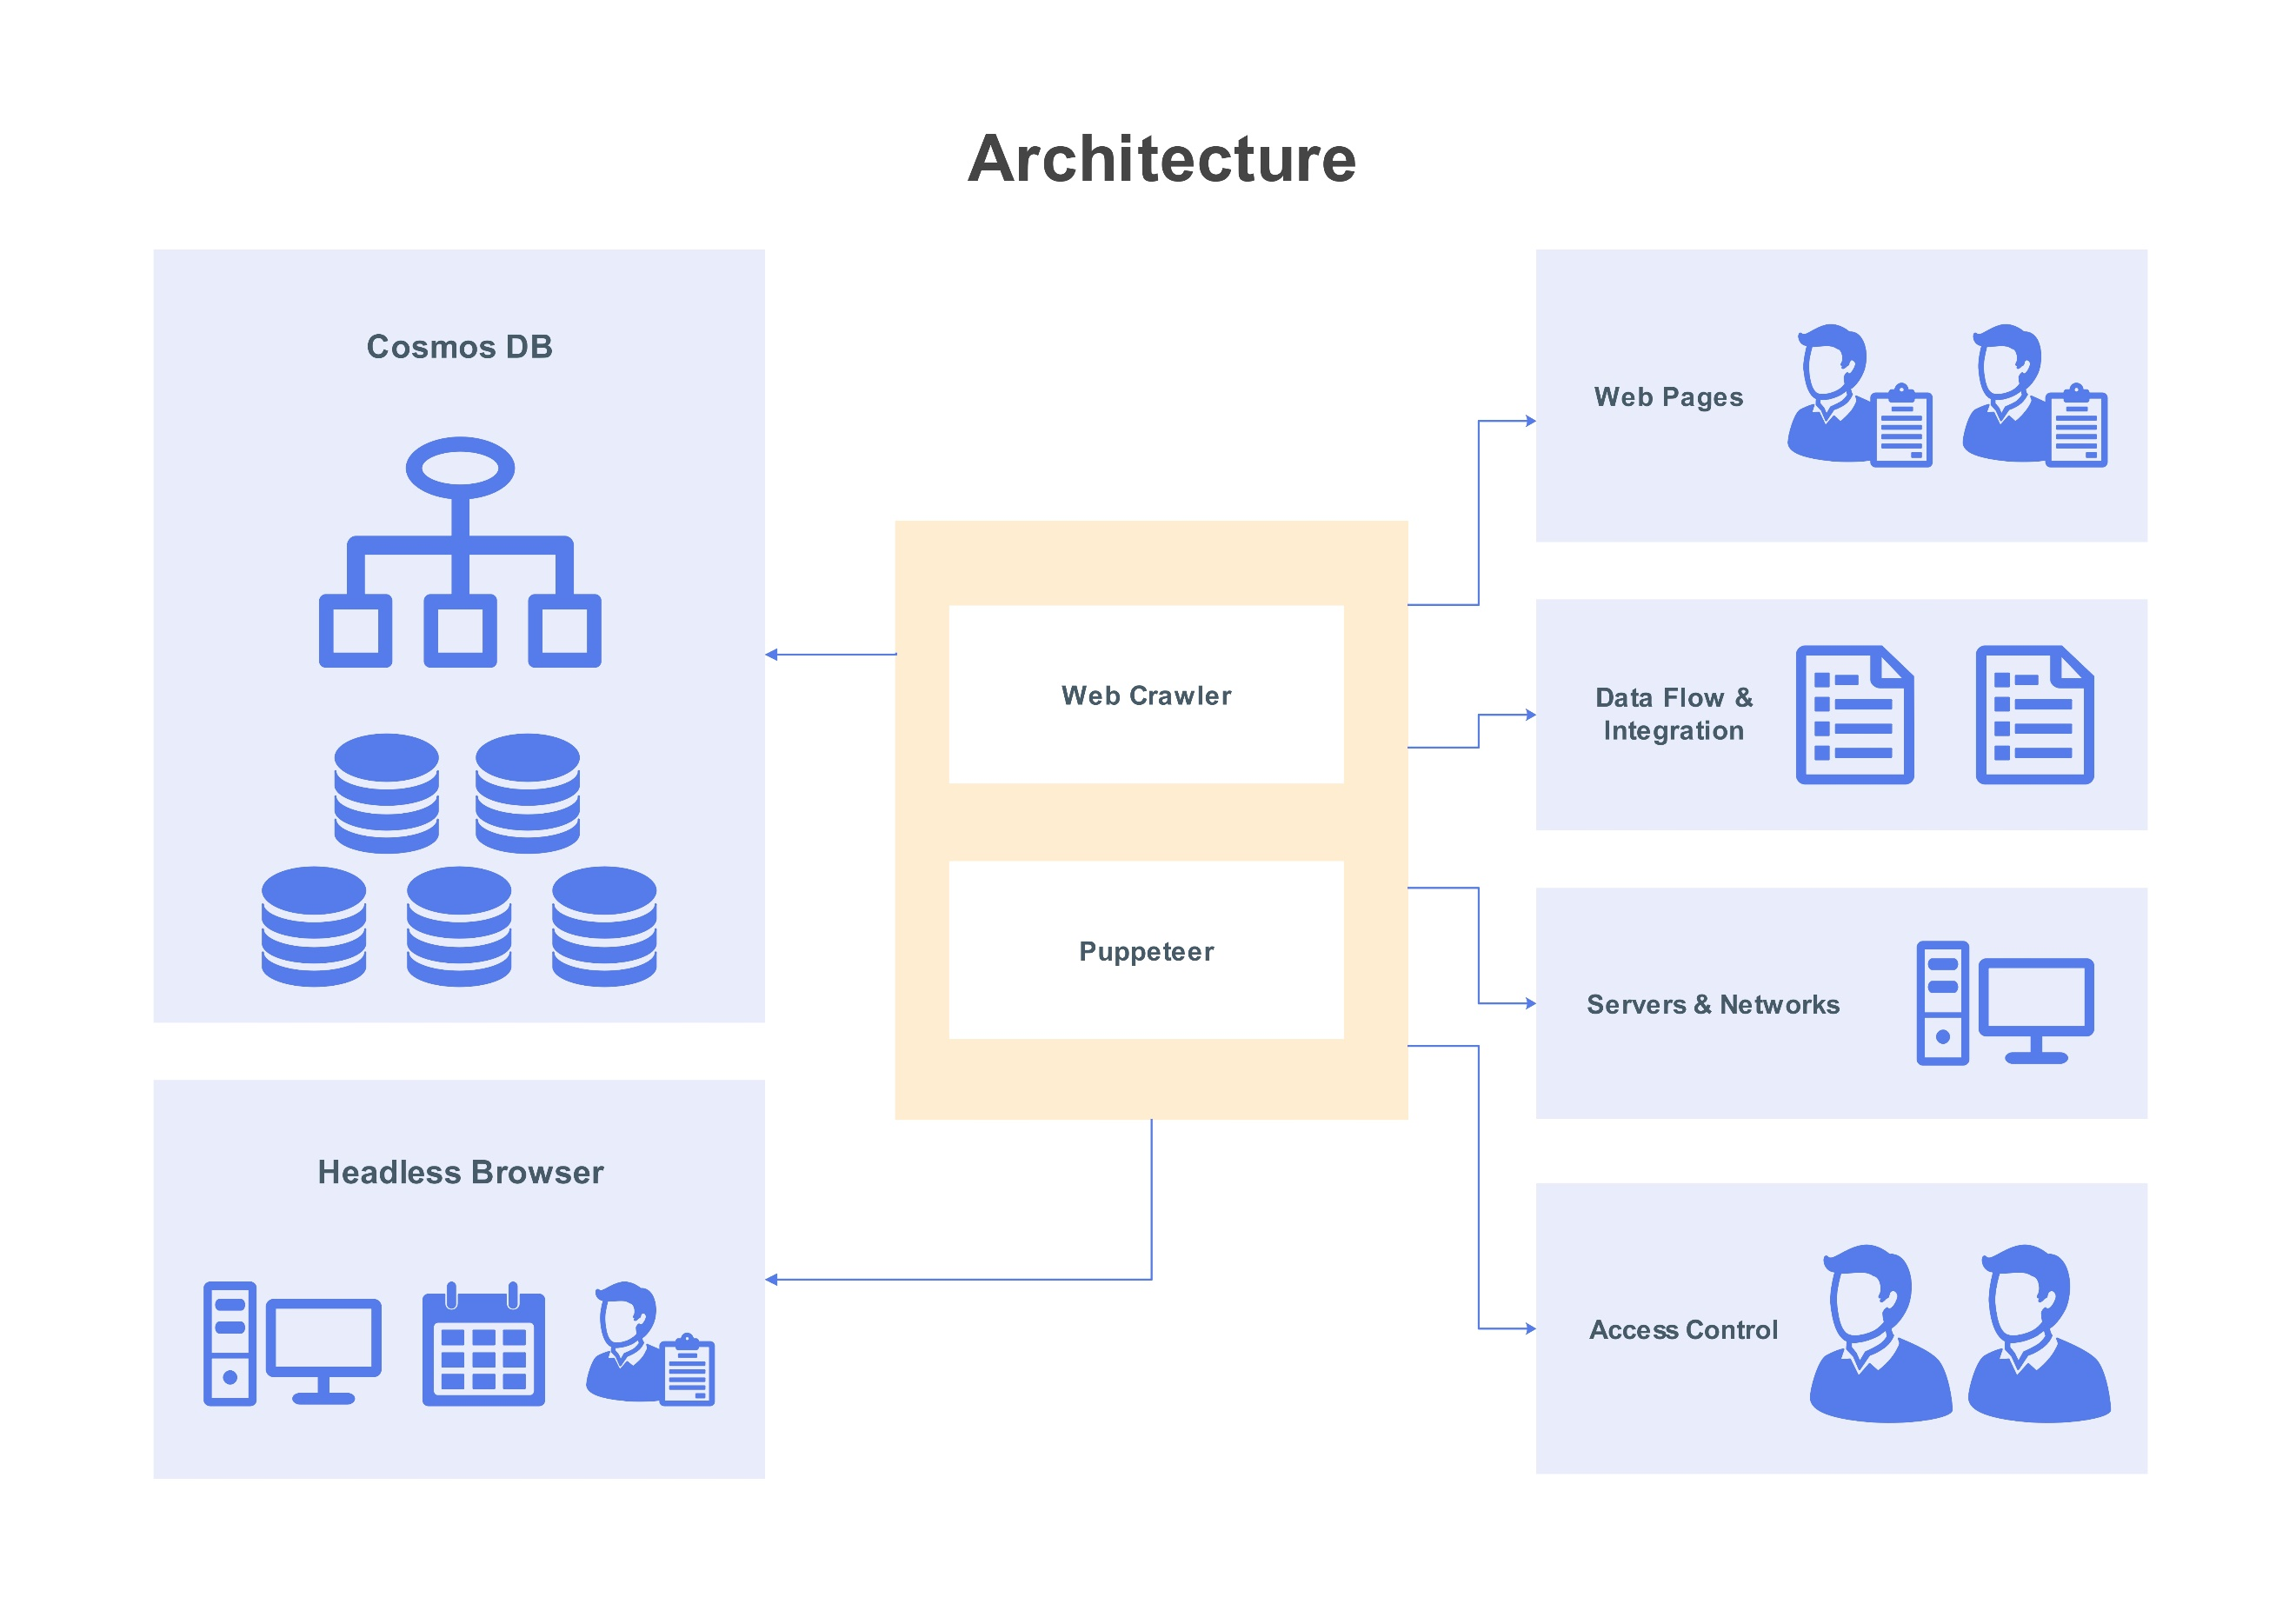 Architecture
Cosmos DB
Headless Browser
Web Crawler
Puppeteer
Web Pages
Data Flow &
Integration
Servers & Networks
Access Control